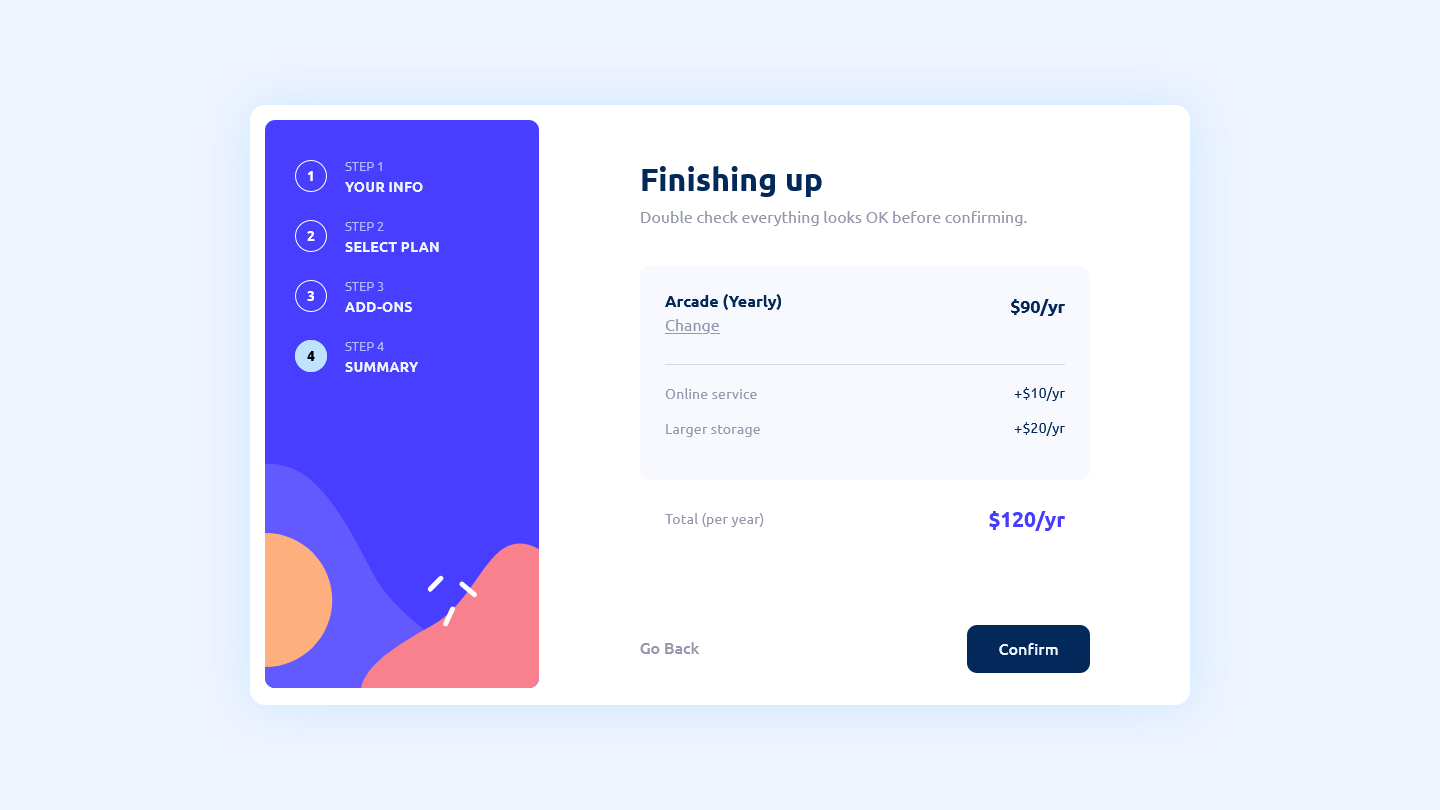 1
STEP 1
YOUR INFO
2
STEP 2
SELECT PLAN
3
STEP 3
ADD-ONS
4
STEP 4
SUMMARY
Finishing up
Double check everything looks OK before confirming.
Arcade (Yearly)
$90/yr
Change
Online service +$10/yr
Larger storage +$20/yr
Total (per year) $120/yr
Go Back
Confirm